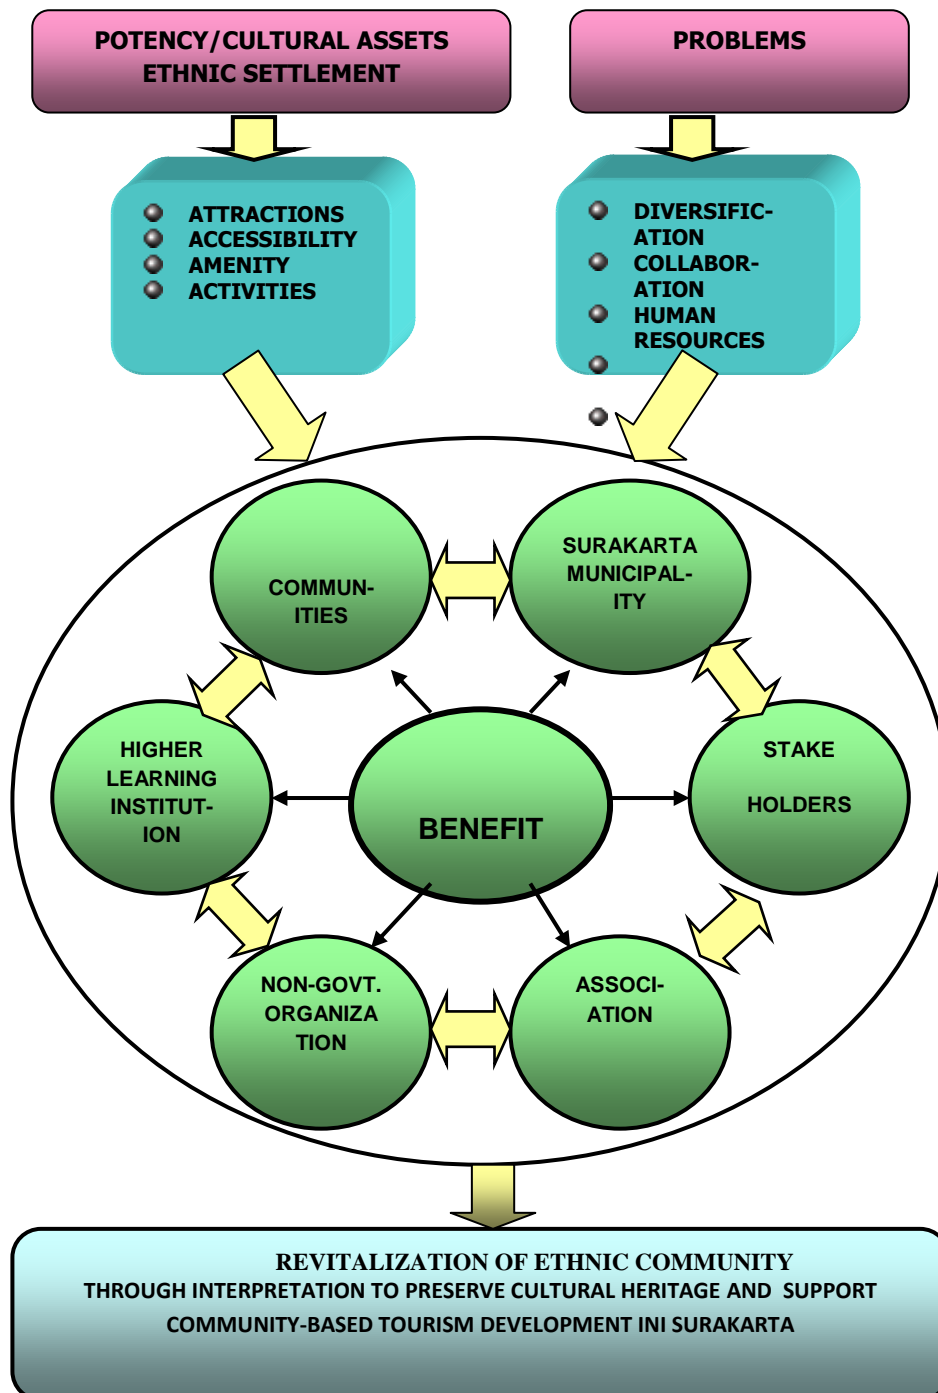 POTENCY/CULTURAL ASSETS
ETHNIC SETTLEMENT
PROBLEMS
ATTRACTIONS
ACCESSIBILITY
AMENITY
ACTIVITIES
DIVERSIFIC-
ATION
COLLABOR-
ATION
HUMAN
RESOURCES
COMMUN-
ITIES
SURAKARTA
MUNICIPAL-
ITY
HIGHER
LEARNING
INSTITUT-
ION
BENEFIT
STAKE
HOLDERS
NON-GOVT.
ORGANIZA
TION
ASSOCI-
ATION
REVITALIZATION OF ETHNIC COMMUNITY
THROUGH INTERPRETATION TO PRESERVE CULTURAL HERITAGE AND SUPPORT
COMMUNITY-BASED TOURISM DEVELOPMENT INI SURAKARTA